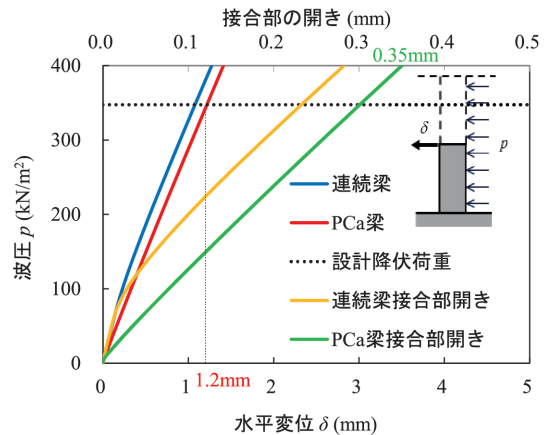 接合部の開き (mm)
0.0 0.1 0.2 0.3 0.4 0.5
0.35mm
400
300
200
100
0
波圧 p (kN/m²)
δ
p
連続梁
PCa梁
設計降伏荷重
連続梁接合部開き
PCa梁接合部開き
0 1 2 3 4 5
1.2mm
水平変位 δ (mm)